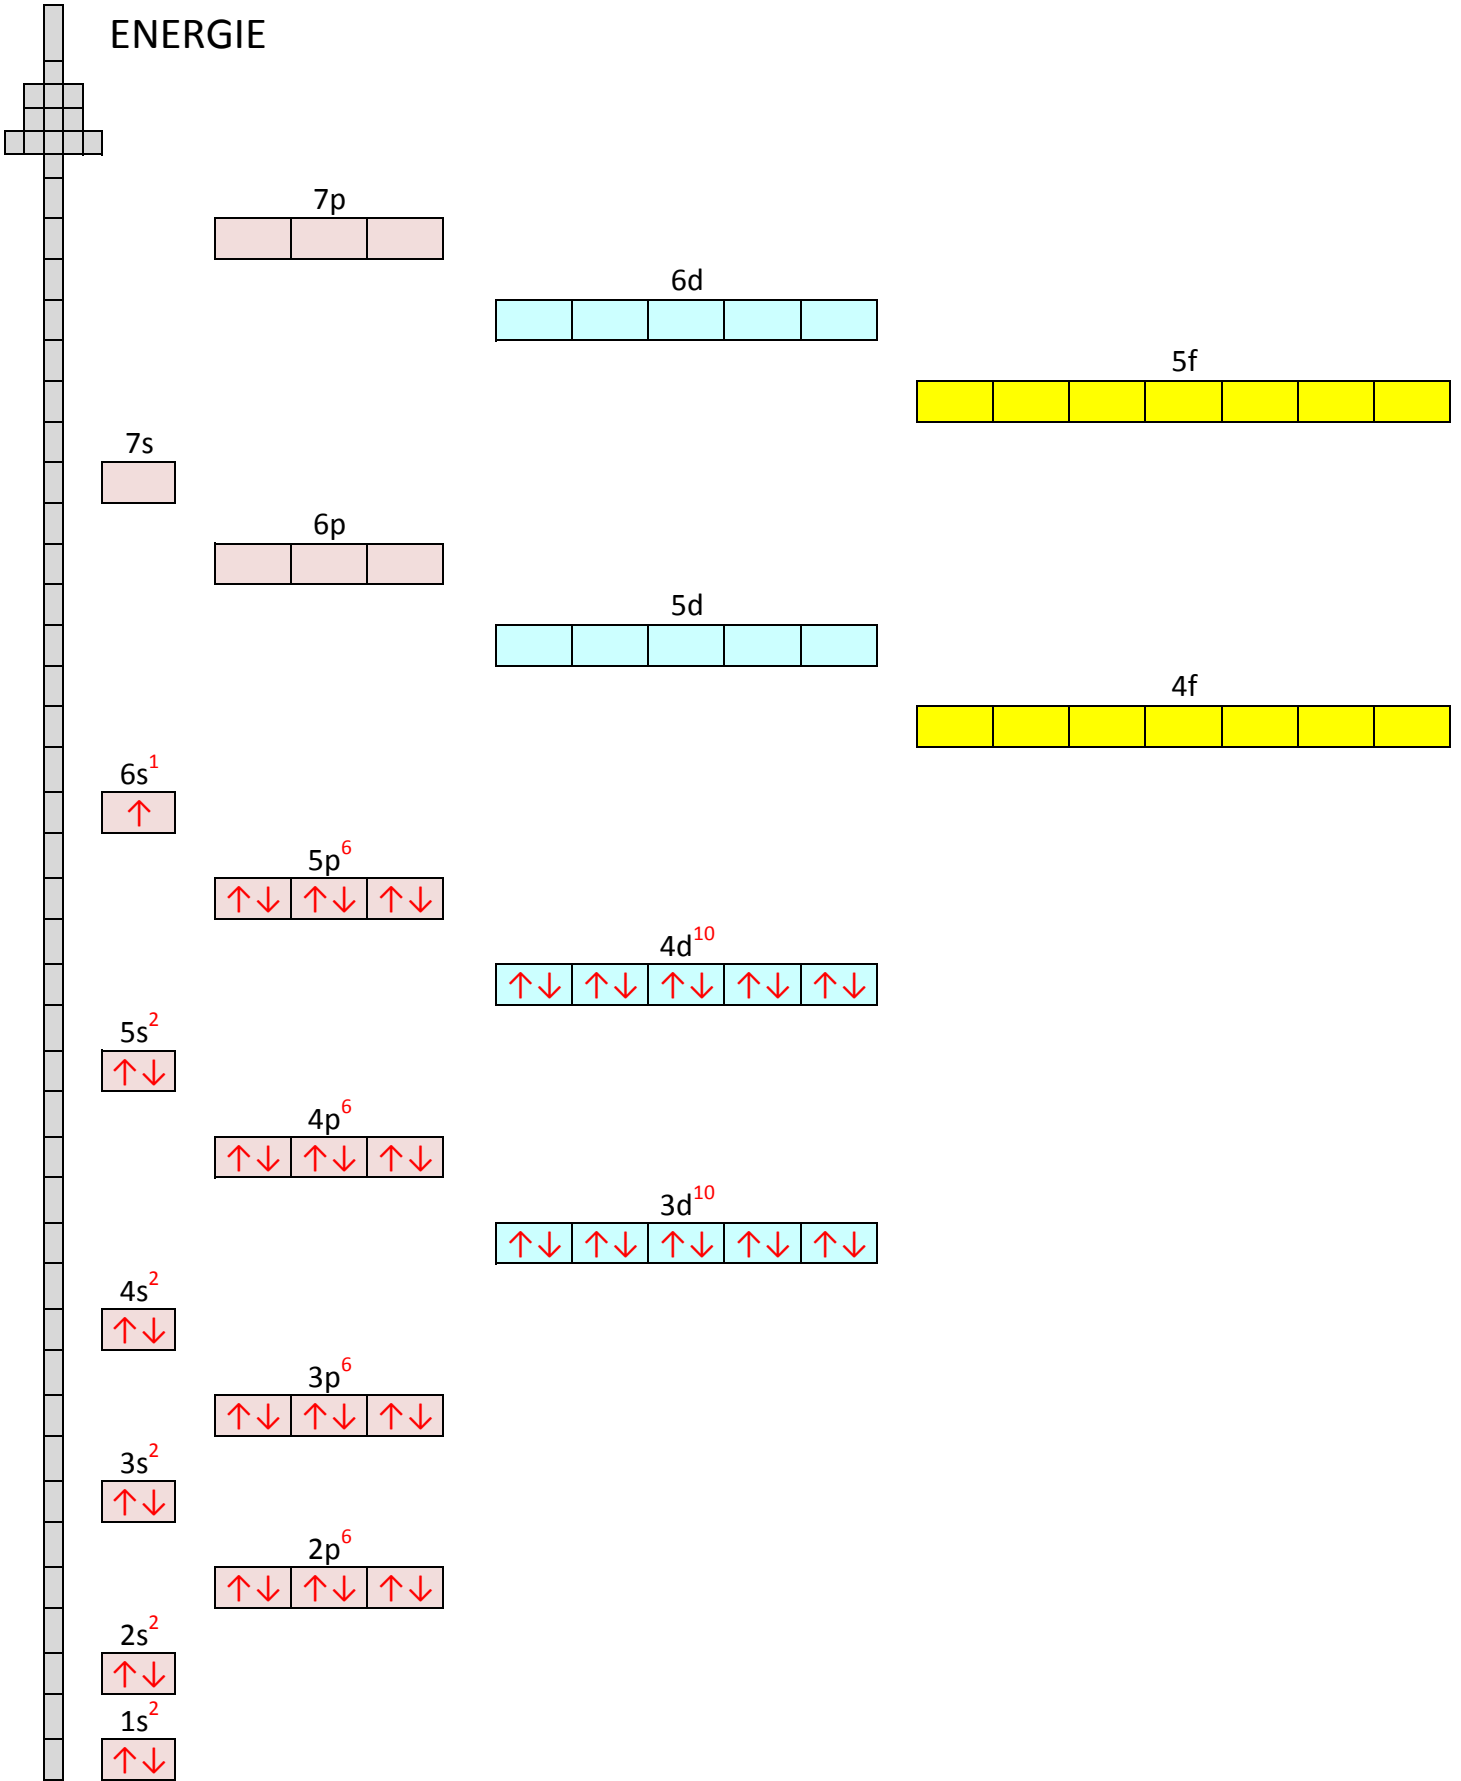 ENERGIE
7p
6d
5f
7s
6p
5d
4f
6s¹
↑
5p⁶
↑↓ ↑↓ ↑↓
4d¹⁰
↑↓ ↑↓ ↑↓ ↑↓ ↑↓
5s²
↑↓
4p⁶
↑↓ ↑↓ ↑↓
3d¹⁰
↑↓ ↑↓ ↑↓ ↑↓ ↑↓
4s²
↑↓
3p⁶
↑↓ ↑↓ ↑↓
3s²
↑↓
2p⁶
↑↓ ↑↓ ↑↓
2s²
↑↓
1s²
↑↓